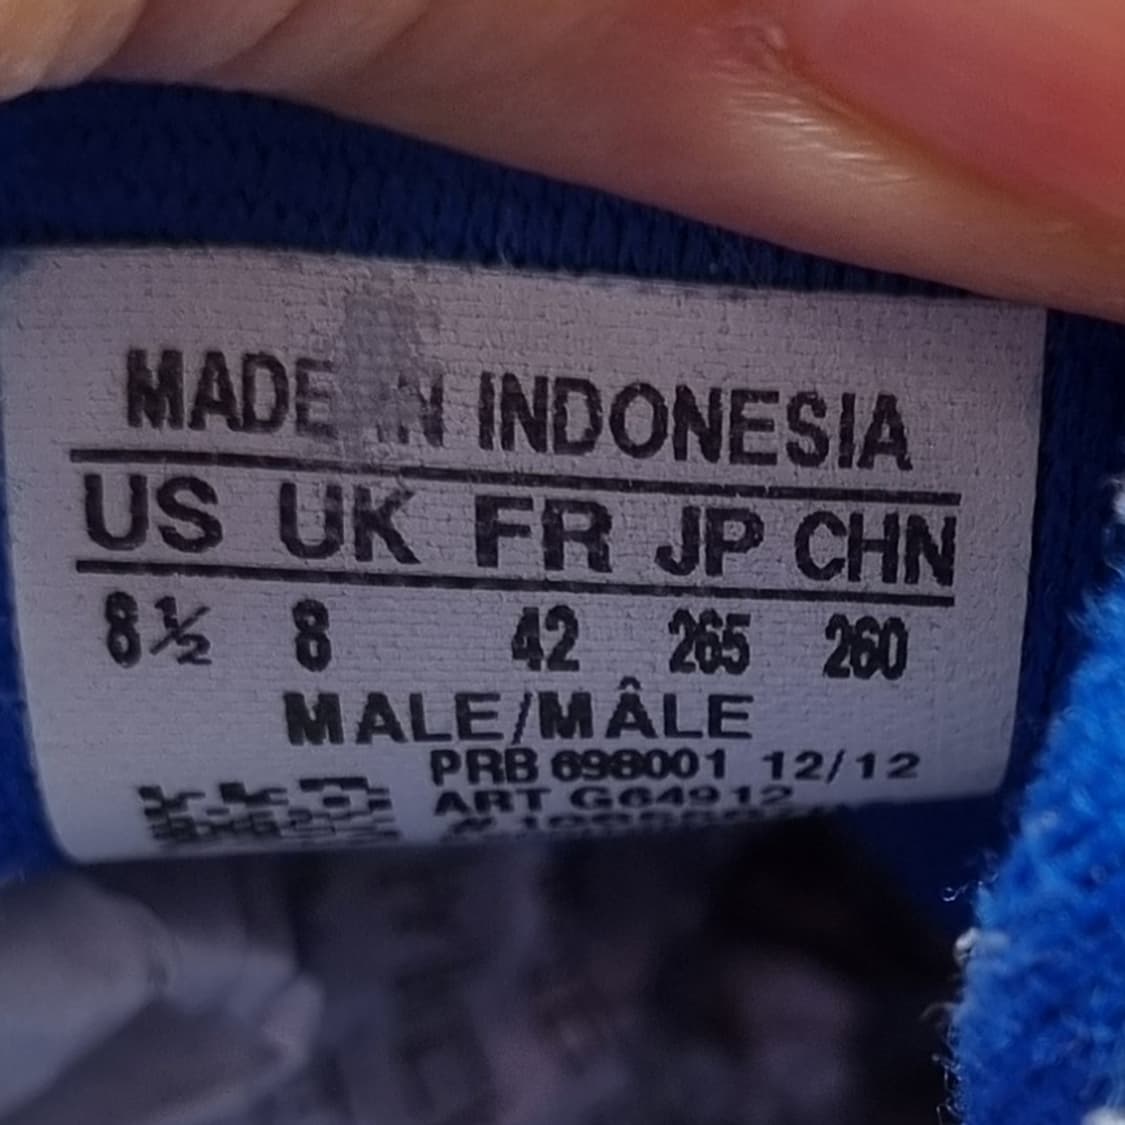 MADE IN INDONESIA
US UK FR JP CHN
8½ 8 42 265 260
MALE/MÂLE
PRB 698001 12/12
ART G64912